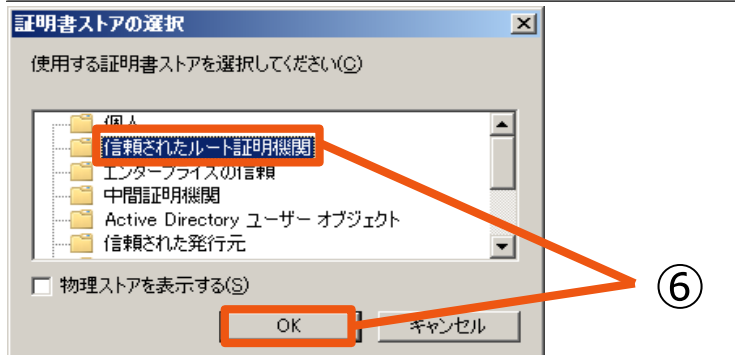 証明書ストアの選択
使用する証明書ストアを選択してください(C)
個人
信頼されたルート証明機関
エンタープライズの信頼
中間証明機関
Active Directory ユーザー オブジェクト
信頼された発行元
物理ストアを表示する(S)
⑥
OK
キャンセル